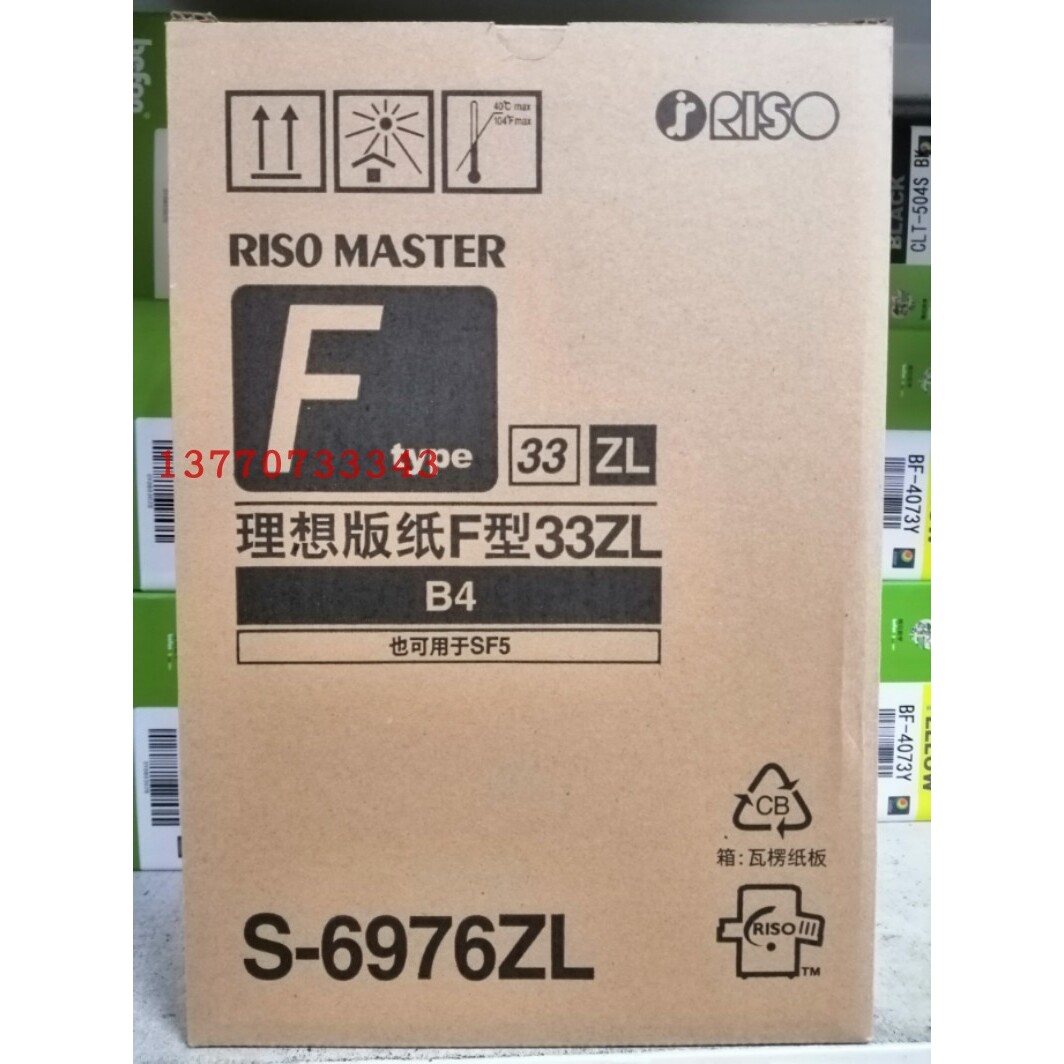 40℃ max
104°F max
RISO
RISO MASTER
F type
33 ZL
13770733343
理想版纸F型33ZL
B4
也可用于SF5
CB
箱:瓦楞纸板
S-6976ZL
RISO
TM
BLACK
CLT-504S BK
BF-4073Y
BF-4073Y
YELLOW